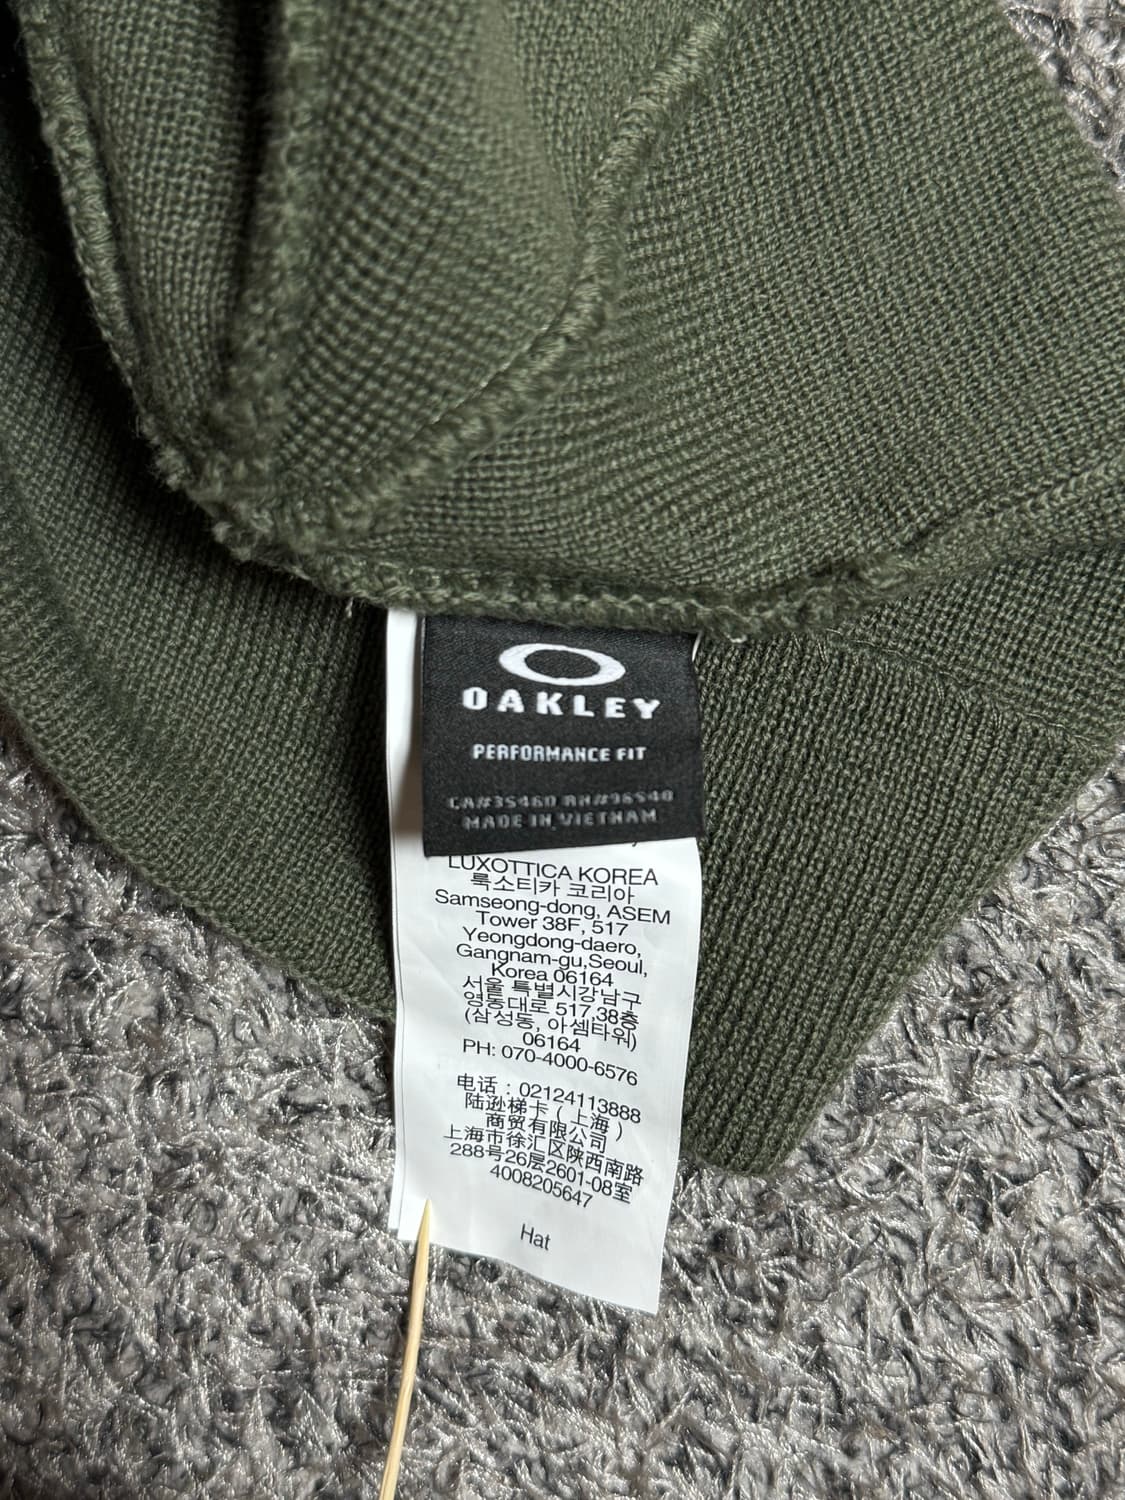 OAKLEY
PERFORMANCE FIT
CA#35460 RN#96540
MADE IN VIETNAM
LUXOTTICA KOREA
룩소티카 코리아
Samseong-dong, ASEM
Tower 38F, 517
Yeongdong-daero,
Gangnam-gu,Seoul,
Korea 06164
서울 특별시강남구
영동대로 517,38층
(삼성동, 아셈타워)
06164
PH: 070-4000-6576
电话 : 02124113888
陆逊梯卡 ( 上海 )
商贸有限公司
上海市徐汇区陕西南路
288号26层2601-08室
4008205647
Hat